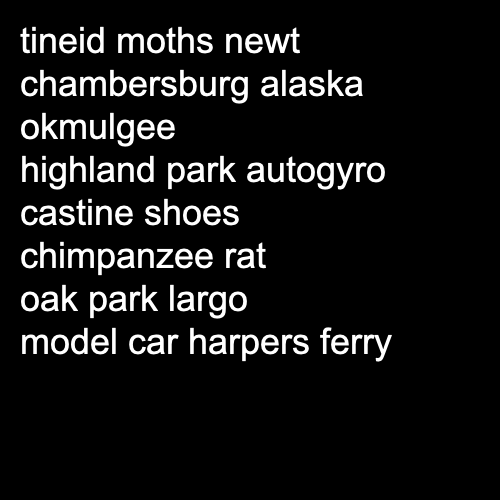 tineid moths newt
chambersburg alaska
okmulgee
highland park autogyro
castine shoes
chimpanzee rat
oak park largo
model car harpers ferry